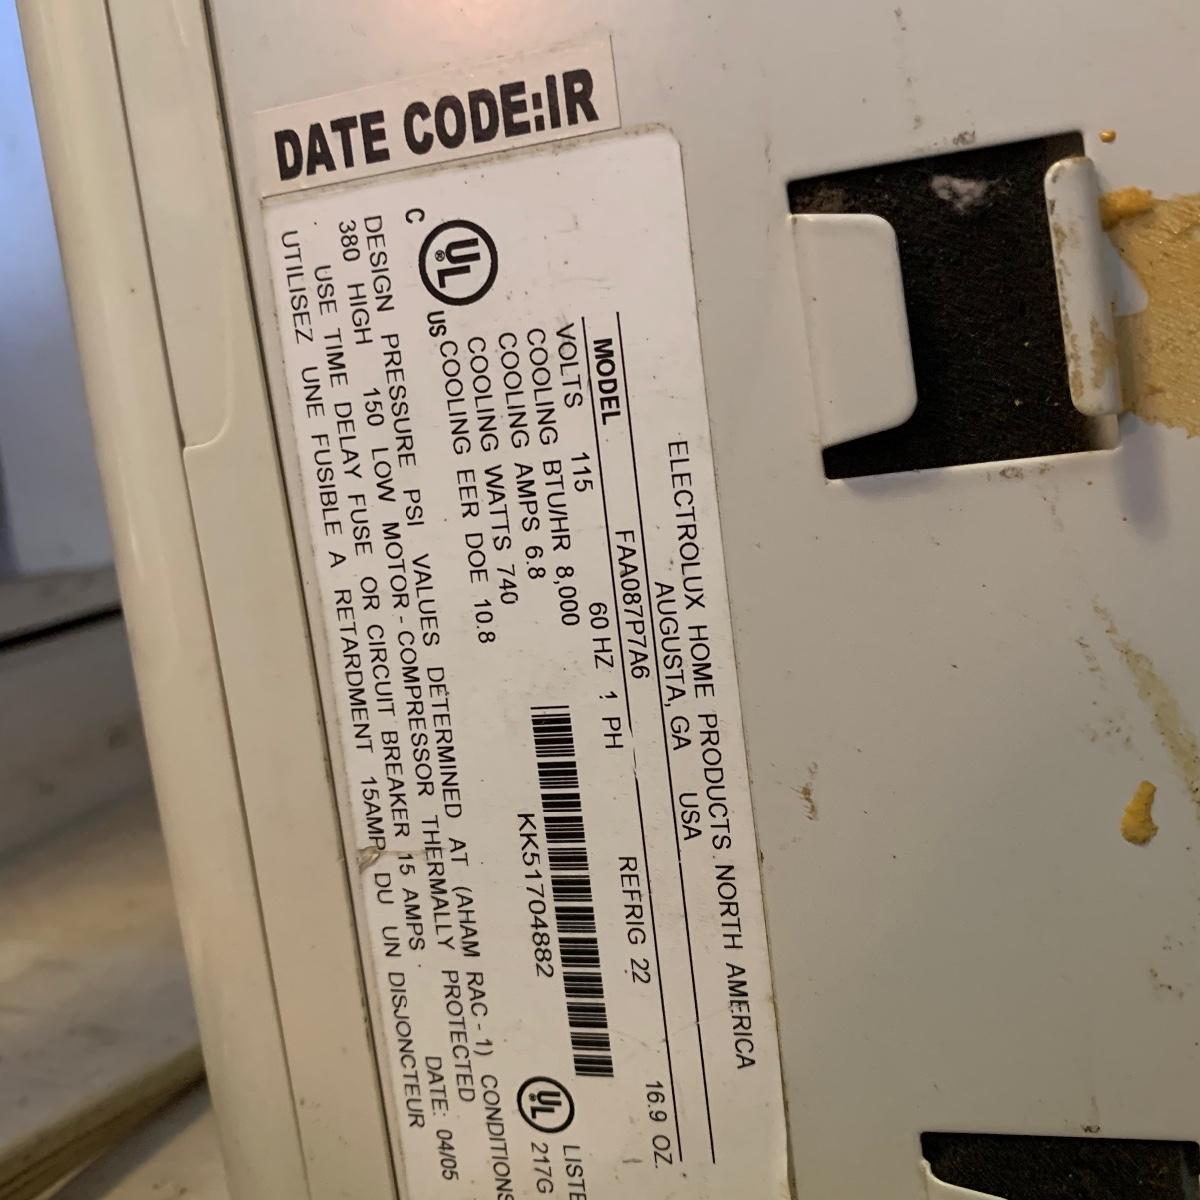 DATE CODE:IR
ELECTROLUX HOME PRODUCTS NORTH AMERICA
AUGUSTA, GA USA
MODEL FAA087P7A6 REFRIG 22 16.9 OZ.
VOLTS 115 60 HZ 1 PH
COOLING BTU/HR 8,000
COOLING AMPS 6.8
COOLING WATTS 740
COOLING EER DOE 10.8
C UL ® US
KK51704882
UL LISTE
217G
DESIGN PRESSURE PSI VALUES DETERMINED AT (AHAM RAC-1) CONDITIONS
380 HIGH 150 LOW MOTOR-COMPRESSOR THERMALLY PROTECTED
USE TIME DELAY FUSE OR CIRCUIT BREAKER 15 AMPS. DATE: 04/05
UTILISEZ UNE FUSIBLE A RETARDMENT 15AMP DU UN DISJONCTEUR